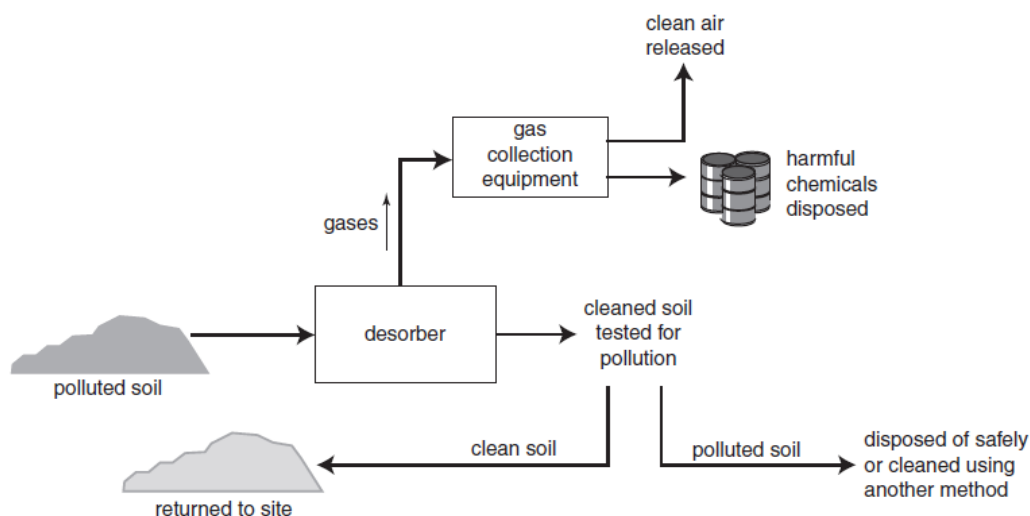 clean air
released
gas
collection
equipment
harmful
chemicals
disposed
gases
desorber
cleaned soil
tested for
pollution
polluted soil
clean soil
polluted soil
disposed of safely
or cleaned using
another method
returned to site